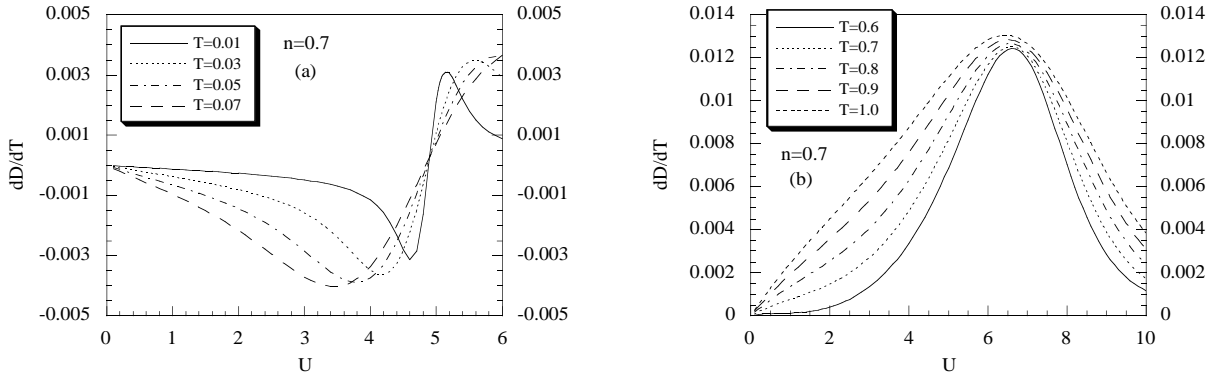 0.005
0.003
0.001
-0.001
-0.003
-0.005
dD/dT
T=0.01
T=0.03
T=0.05
T=0.07
n=0.7
(a)
0.005
0.003
0.001
-0.001
-0.003
-0.005
0 1 2 3 4 5 6
U
0.014
0.012
0.01
0.008
0.006
0.004
0.002
0
dD/dT
T=0.6
T=0.7
T=0.8
T=0.9
T=1.0
n=0.7
(b)
0.014
0.012
0.01
0.008
0.006
0.004
0.002
0
0 2 4 6 8 10
U